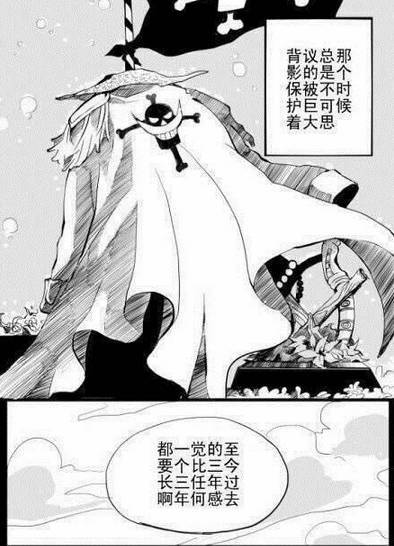 那个时候
总是不可思
议的被巨大
背影保护着
至今过去
的三年感
觉比任何
一个三年
都要长啊